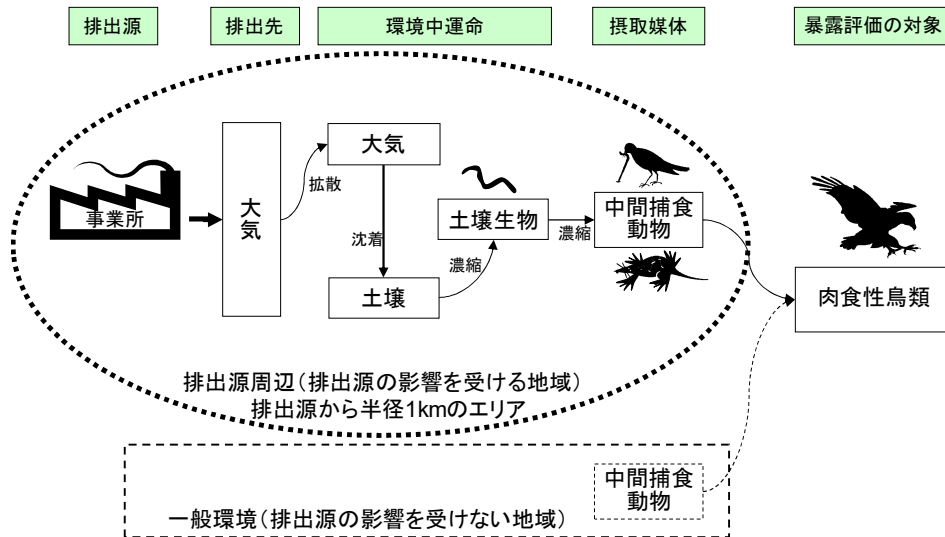 排出源
排出先
環境中運命
摂取媒体
暴露評価の対象
事業所
大気
拡散
大気
沈着
土壌
濃縮
土壌生物
濃縮
中間捕食
動物
肉食性鳥類
排出源周辺(排出源の影響を受ける地域)
排出源から半径1kmのエリア
中間捕食
動物
一般環境(排出源の影響を受けない地域)